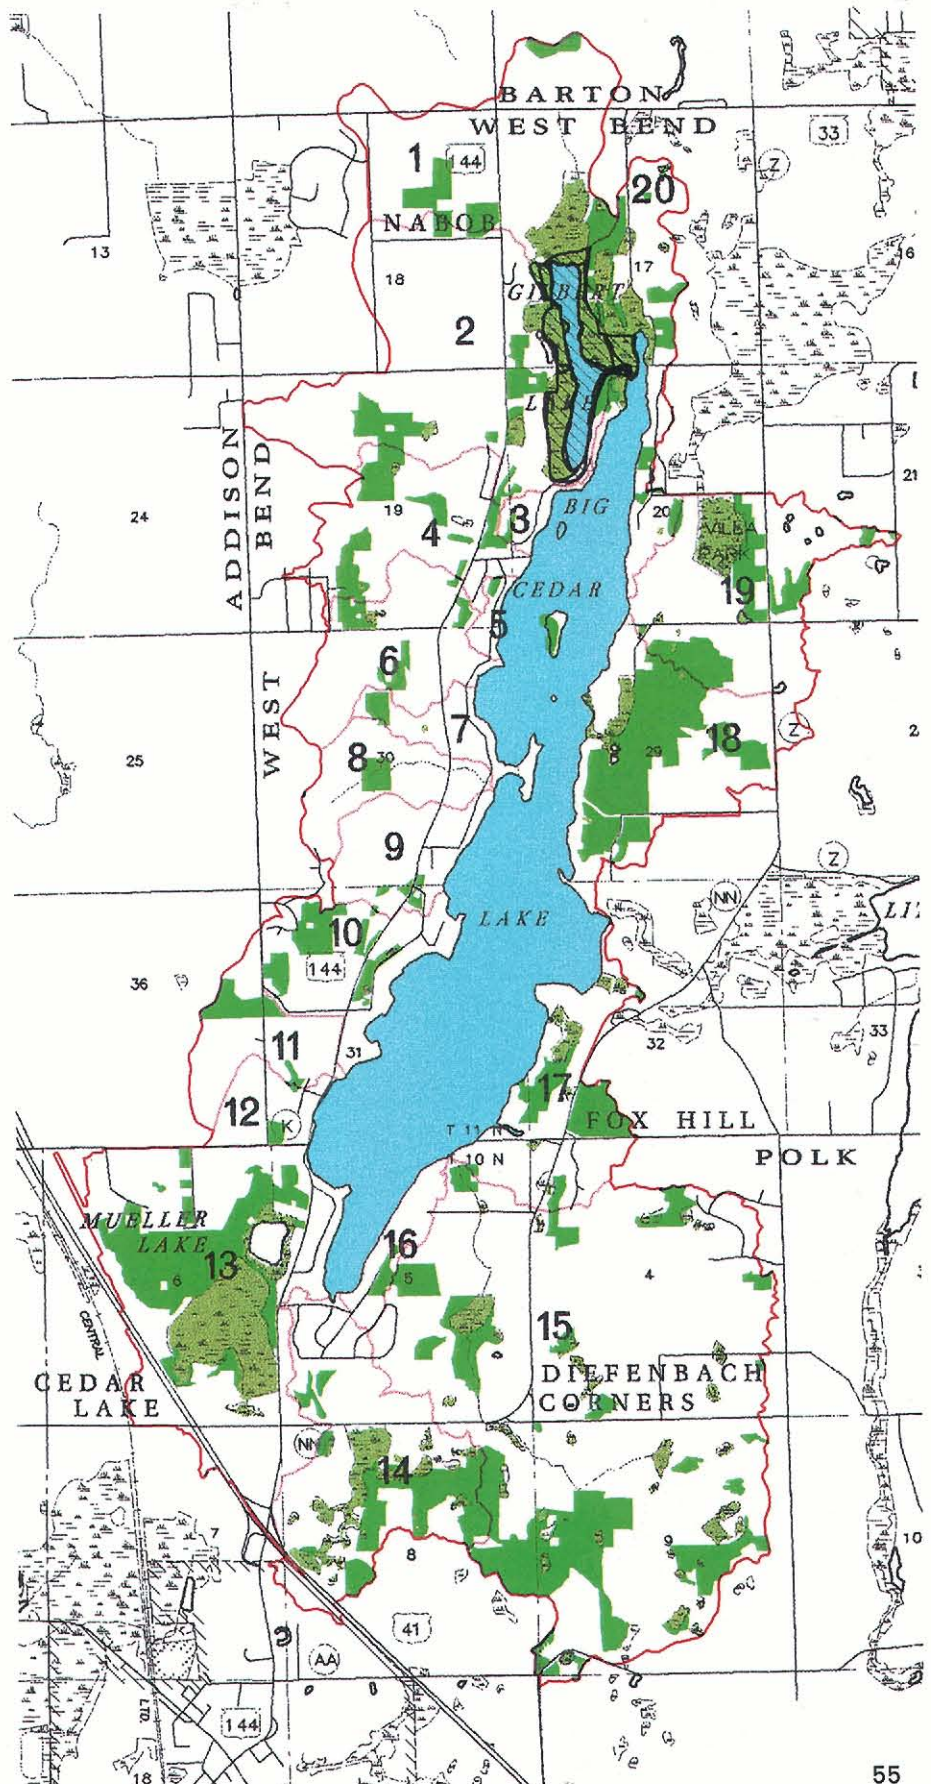 BARTON
WEST BEND
33
1
144
Z
20
NABOB
13
18
17
16
GILBERT
2
L
E
ADDISON
WEST BEND
BIG
21
24
19
4
3
20
D
VILLA
PARK
CEDAR
19
5
6
7
18
Z
25
8
30
29
9
Z
NN
LAKE
LIT
10
144
36
11
31
32
33
12
K
17
FOX HILL
T 11 N
T 10 N
POLK
MUELLER
LAKE
13
6
16
5
4
CENTRAL
15
CEDAR
LAKE
DIEFENBACH
CORNERS
NN
14
7
8
9
10
41
AA
LTD.
144
18
55